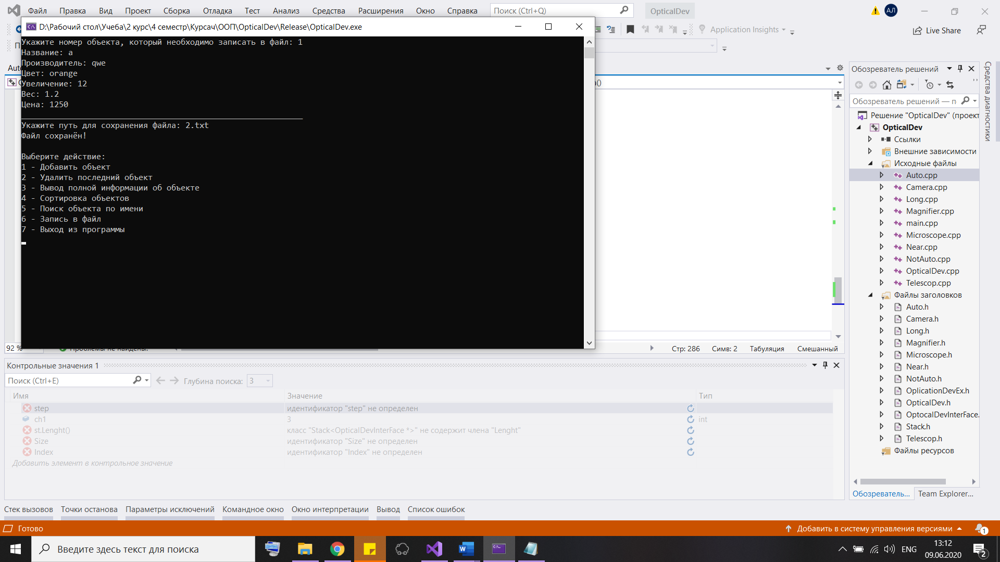 Файл Правка Вид Проект Сборка Отладка Тест Анализ Средства Расширения Окно Справка Поиск (Ctrl+Q) OpticalDev АЛ
D:\Рабочий стол\Учеба\2 курс\4 семестр\Курсач\ООП\OpticalDev\Release\OpticalDev.exe
Application Insights Live Share
Укажите номер объекта, который необходимо записать в файл: 1
Название: a
Производитель: qwe
Цвет: orange
Увеличение: 12
Вес: 1.2
Цена: 1250
Укажите путь для сохранения файла: 2.txt
Файл сохранён!
Выберите действие:
1 - Добавить объект
2 - Удалить последний объект
3 - Вывод полной информации об объекте
4 - Сортировка объектов
5 - Поиск объекта по имени
6 - Запись в файл
7 - Выход из программы
92 % Проблемы не найдены. Стр: 286 Симв: 2 Табуляция Смешанный
Обозреватель решений
Обозреватель решений — п
Решение "OpticalDev" (проект
OpticalDev
Ссылки
Внешние зависимости
Исходные файлы
Auto.cpp
Camera.cpp
Long.cpp
Magnifier.cpp
main.cpp
Microscope.cpp
Near.cpp
NotAuto.cpp
OpticalDev.cpp
Telescop.cpp
Файлы заголовков
Auto.h
Camera.h
Long.h
Magnifier.h
Microscope.h
Near.h
NotAuto.h
OplicationDevEx.h
OpticalDev.h
OptocalDevInterFace.
Stack.h
Telescop.h
Файлы ресурсов
Обозреватель... Team Explorer...
Средства диагностики
Контрольные значения 1
Поиск (Ctrl+E) Глубина поиска: 3
Имя Значение Тип
step идентификатор "step" не определен
ch1 3 int
st.Lenght() класс "Stack<OpticalDevInterFace *>" не содержит члена "Lenght"
Size идентификатор "Size" не определен
Index идентификатор "Index" не определен
Добавить элемент в контрольное значение
Стек вызовов Точки останова Параметры исключений Командное окно Окно интерпретации Вывод Список ошибок
Готово Добавить в систему управления версиями 1
Введите здесь текст для поиска ENG 13:12
09.06.2020 2